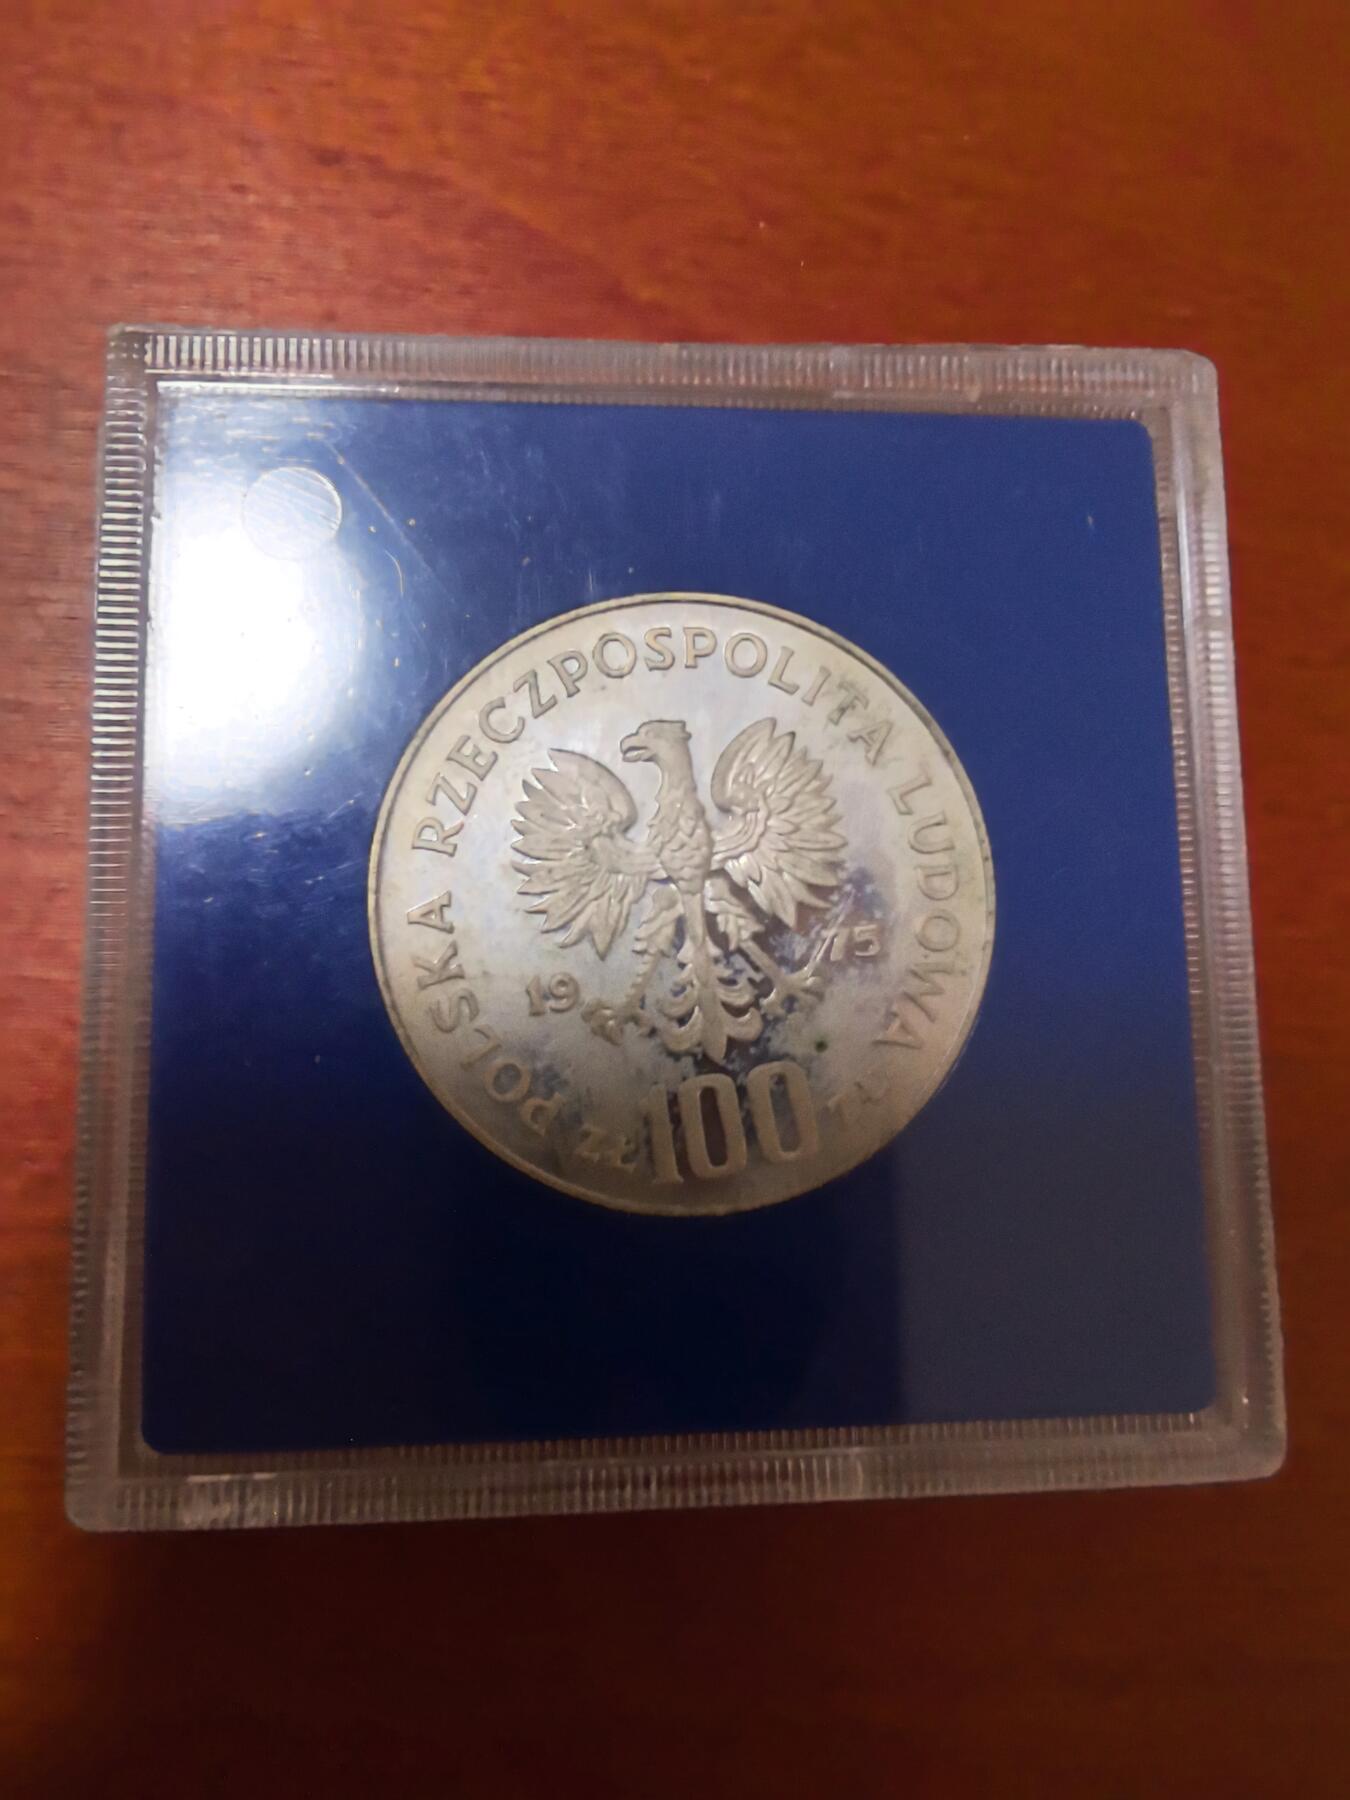 POLSKA RZECZPOSPOLITA LUDOWA
19 75
ZŁ 100 ZŁ